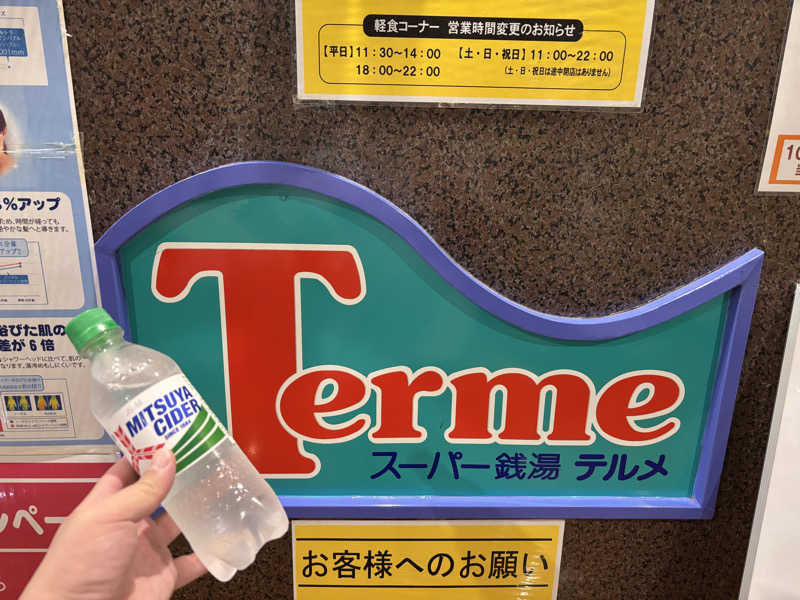 軽食コーナー 営業時間変更のお知らせ
【平日】11:30～14:00 【土・日・祝日】11:00～22:00
18:00～22:00 （土・日・祝日は途中閉店はありません）
%アップ
Terme
スーパー銭湯 テルメ
浴びた肌の
差が6倍
MITSUYA
CIDER
SINCE 1884
お客様へのお願い